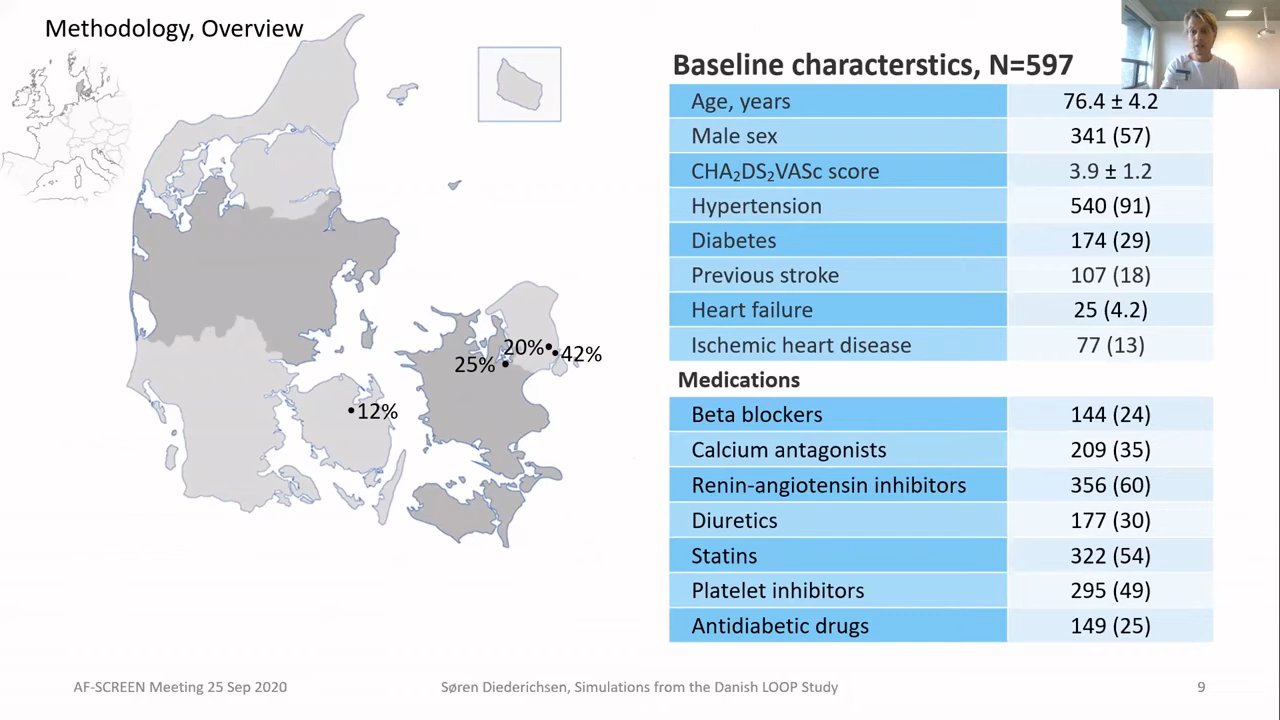 Methodology, Overview
20%
42%
25%
12%
Baseline characterstics, N=597
Age, years 76.4 ± 4.2
Male sex 341 (57)
CHA₂DS₂VASc score 3.9 ± 1.2
Hypertension 540 (91)
Diabetes 174 (29)
Previous stroke 107 (18)
Heart failure 25 (4.2)
Ischemic heart disease 77 (13)
Medications
Beta blockers 144 (24)
Calcium antagonists 209 (35)
Renin-angiotensin inhibitors 356 (60)
Diuretics 177 (30)
Statins 322 (54)
Platelet inhibitors 295 (49)
Antidiabetic drugs 149 (25)
AF-SCREEN Meeting 25 Sep 2020
Søren Diederichsen, Simulations from the Danish LOOP Study
9